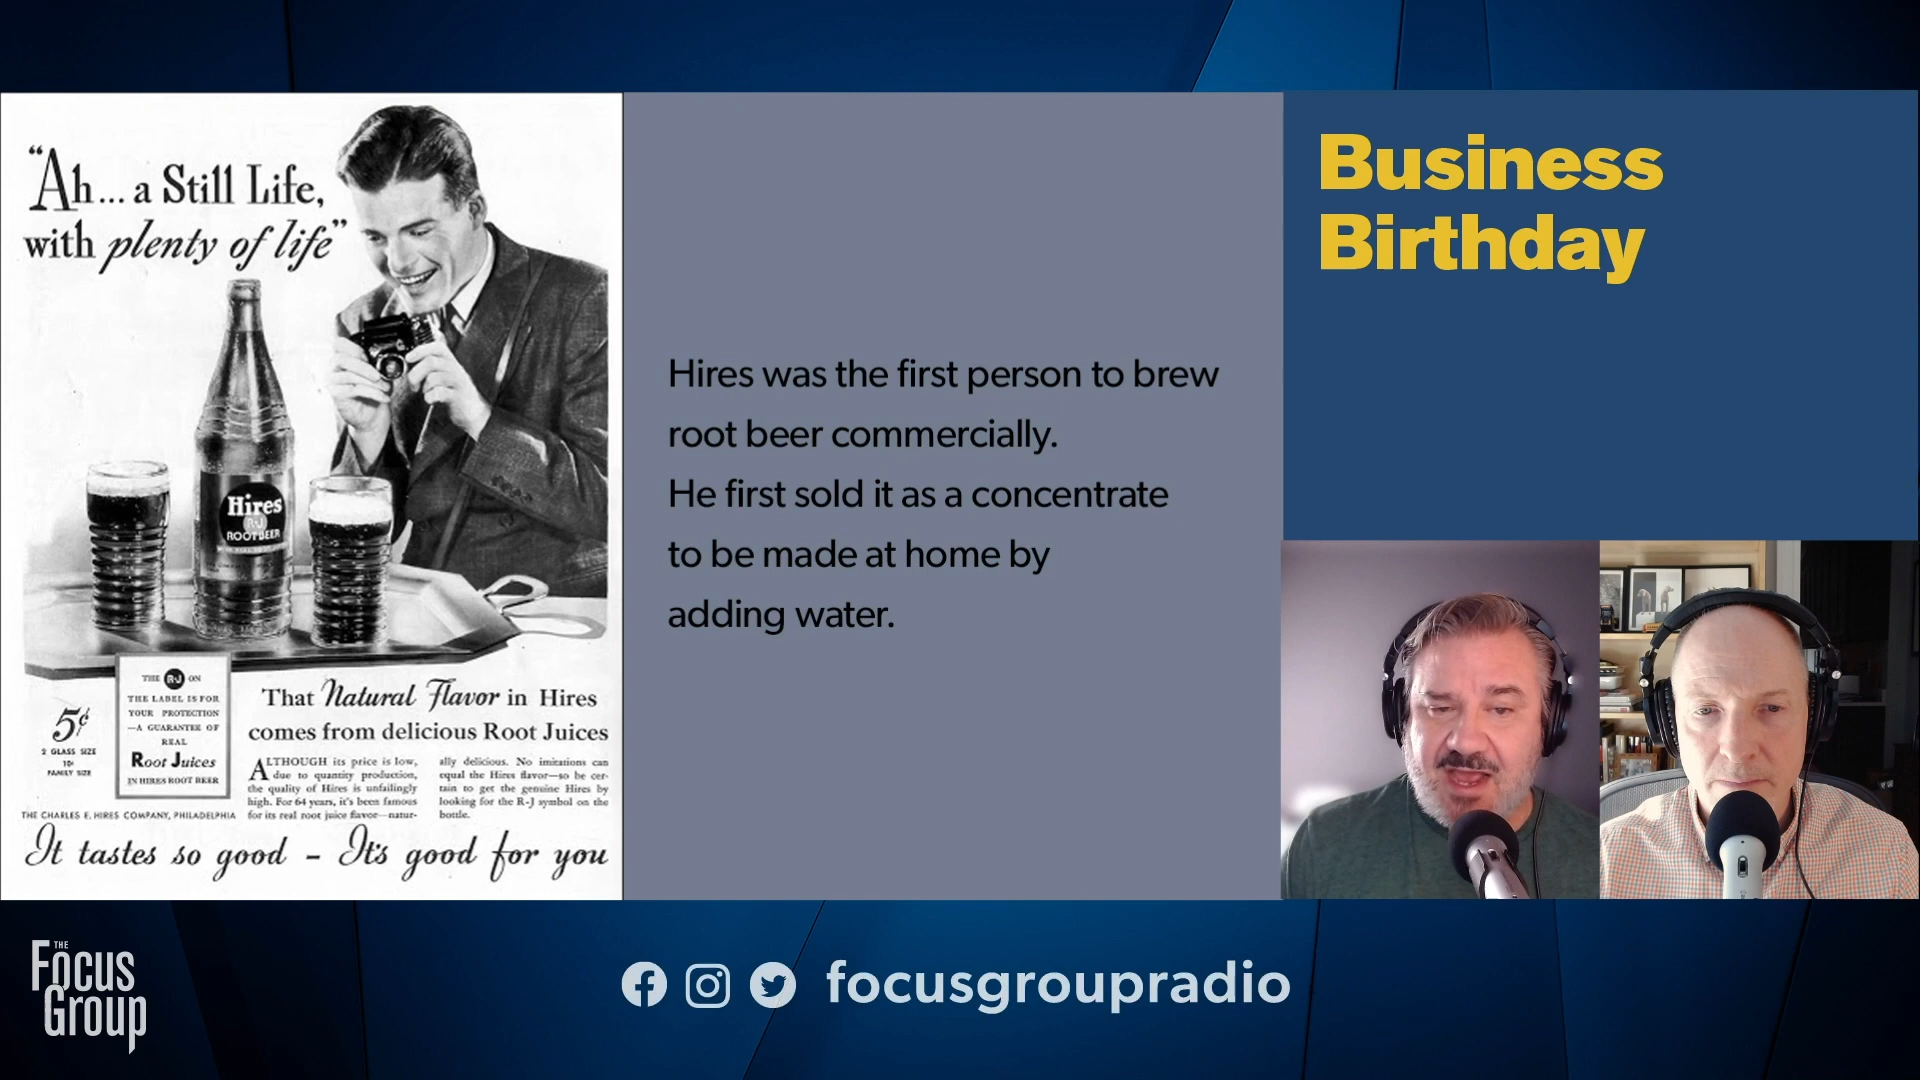 “Ah... a Still Life,
with plenty of life”
Hires
R-J
ROOTBEER
THE R-J ON
THE LABEL IS FOR
YOUR PROTECTION
—A GUARANTEE OF
REAL
Root Juices
IN HIRES ROOT BEER
5¢
2 GLASS SIZE
10¢
FAMILY SIZE
THE CHARLES E. HIRES COMPANY, PHILADELPHIA
That Natural Flavor in Hires
comes from delicious Root Juices
ALTHOUGH its price is low,
due to quantity production,
the quality of Hires is unfailingly
high. For 64 years, it's been famous
for its real root juice flavor—natur-
ally delicious. No imitations can
equal the Hires flavor—so be cer-
tain to get the genuine Hires by
looking for the R-J symbol on the
bottle.
It tastes so good – It's good for you
Hires was the first person to brew
root beer commercially.
He first sold it as a concentrate
to be made at home by
adding water.
Business
Birthday
THE
Focus
Group
focusgroupradio